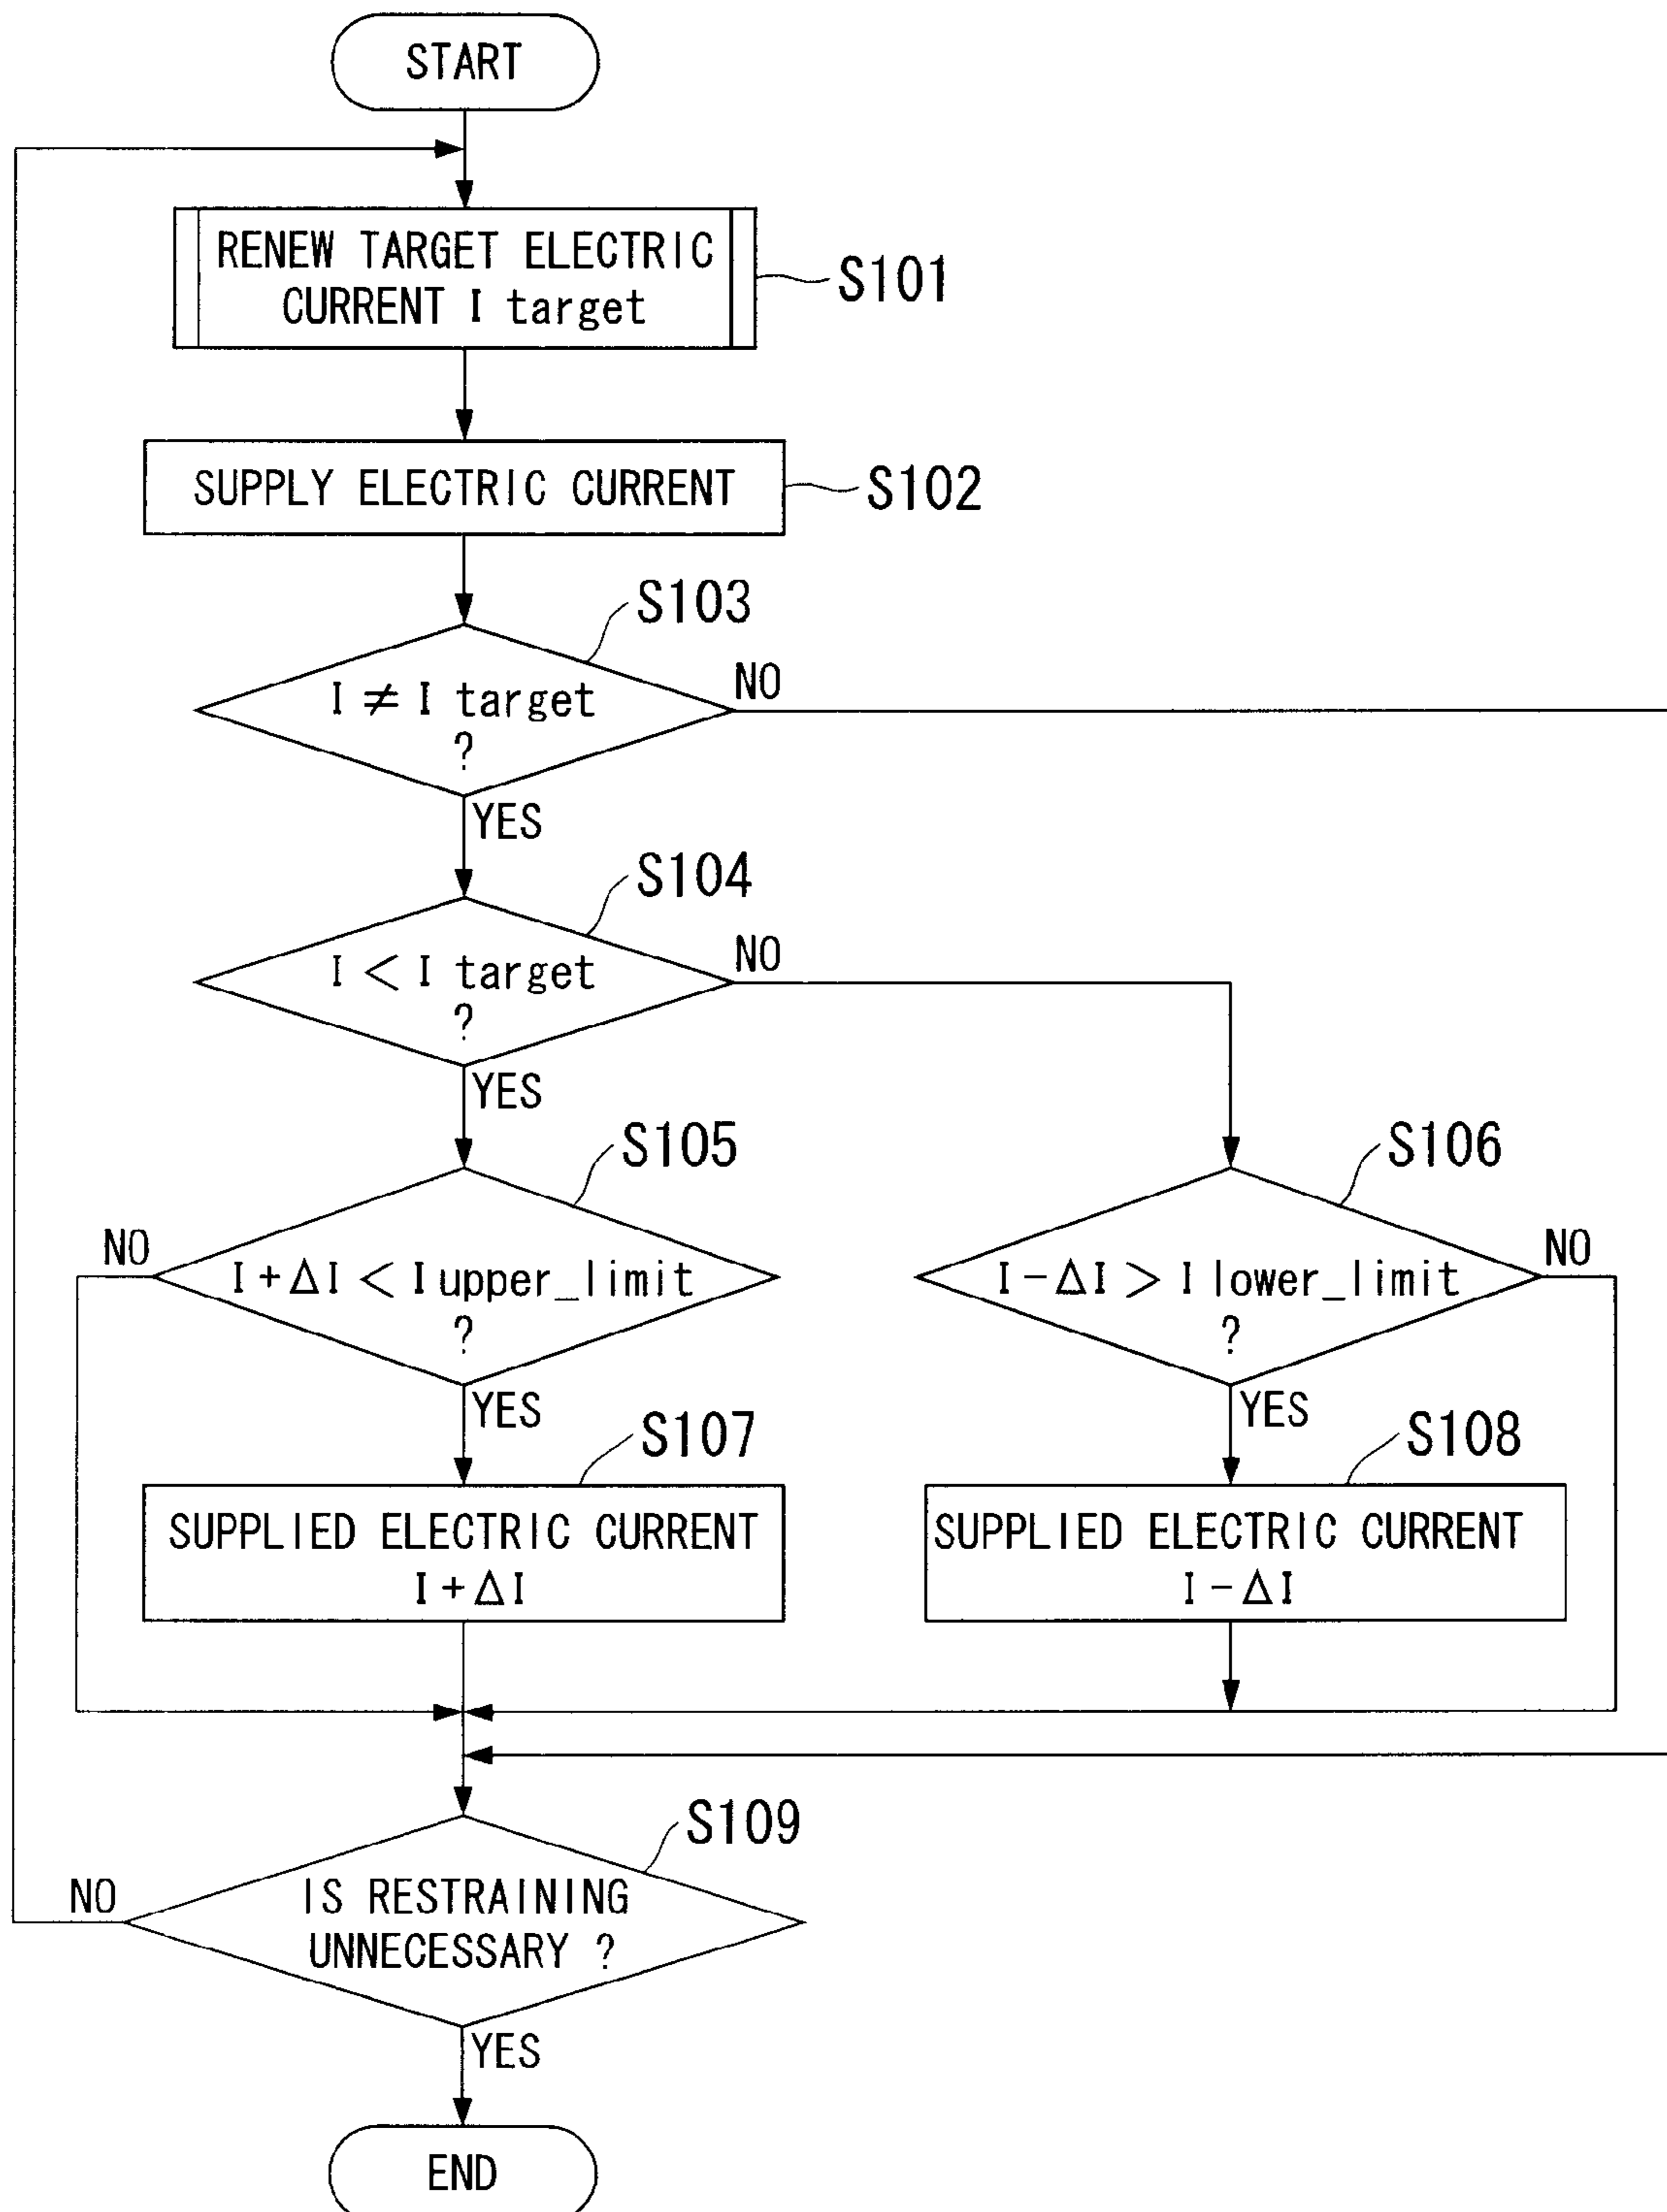 START
RENEW TARGET ELECTRIC
CURRENT I target
S101
SUPPLY ELECTRIC CURRENT
S102
S103
I ≠ I target
?
NO
YES
S104
I < I target
?
NO
YES
S105
I + ΔI < I upper_limit
?
NO
YES
S106
I − ΔI > I lower_limit
?
NO
YES
S107
SUPPLIED ELECTRIC CURRENT
I + ΔI
S108
SUPPLIED ELECTRIC CURRENT
I − ΔI
S109
IS RESTRAINING
UNNECESSARY ?
NO
YES
END